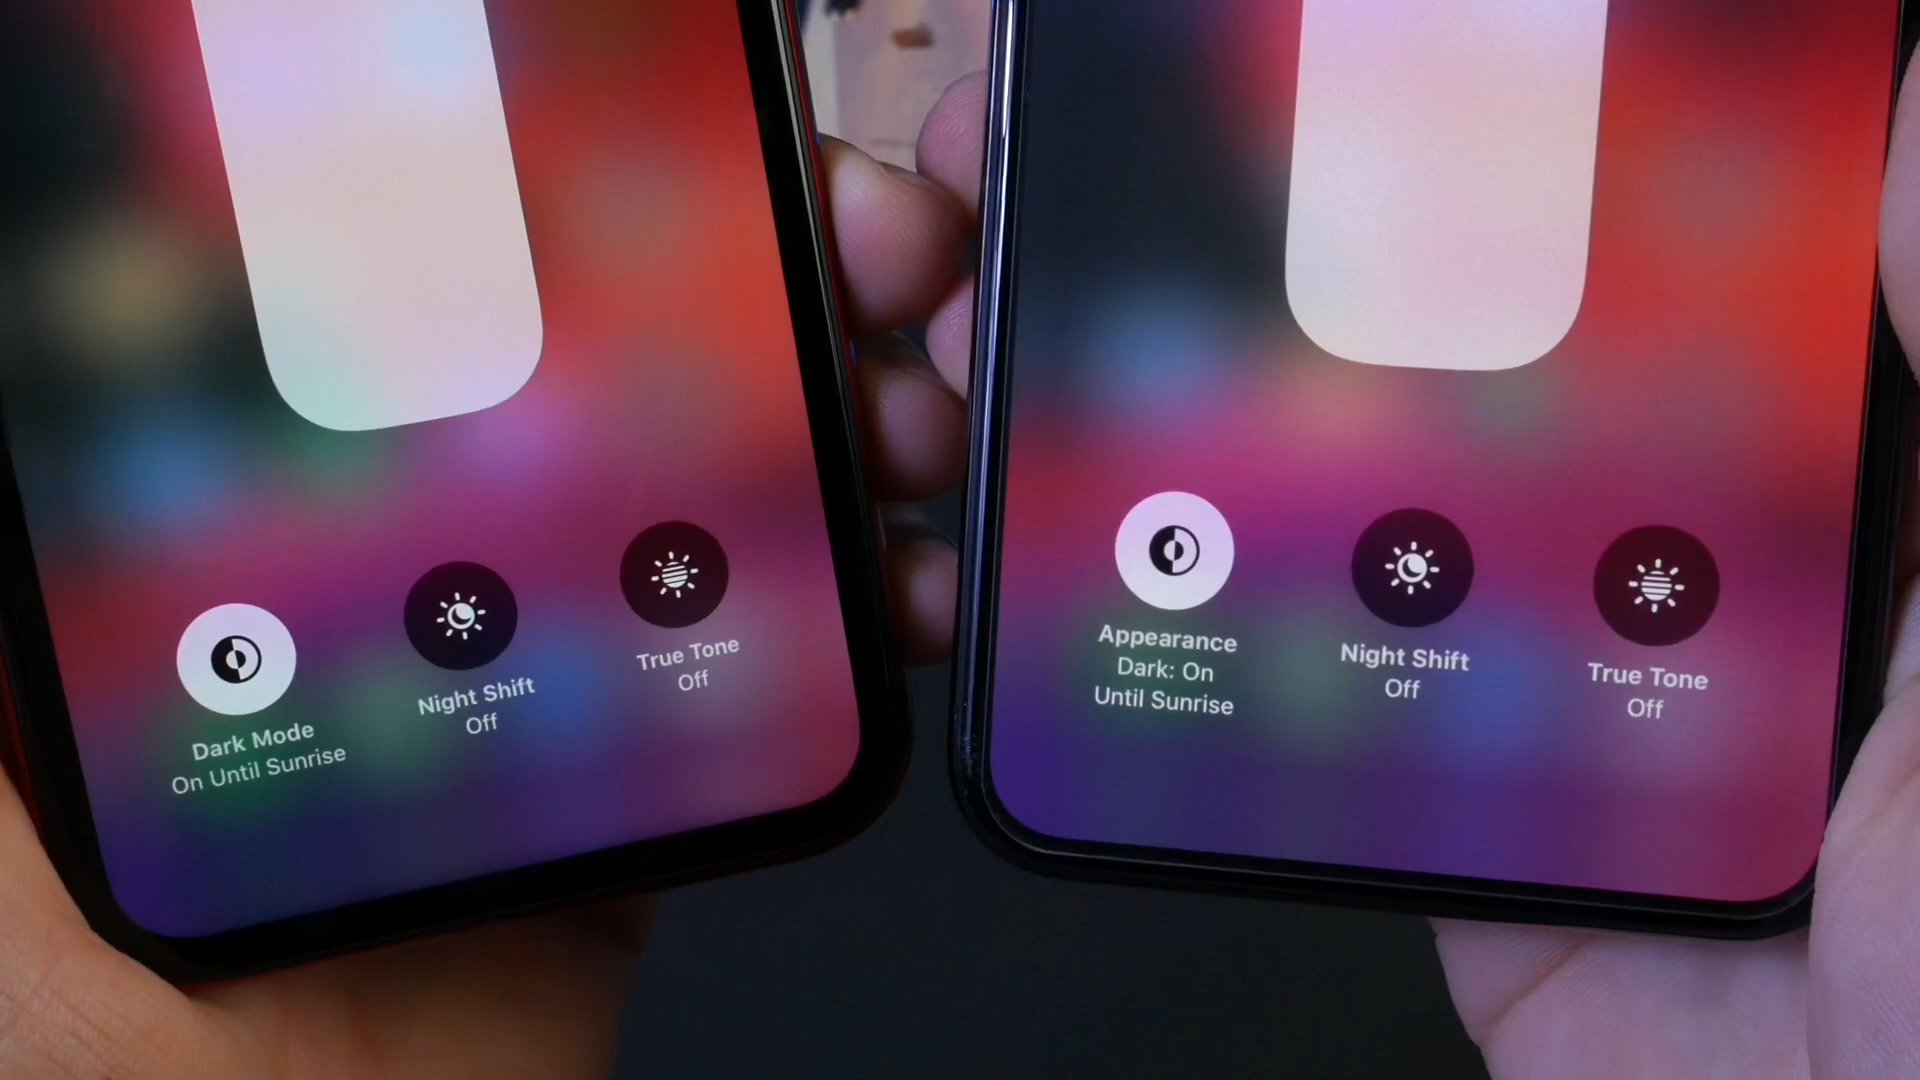 Dark Mode
On Until Sunrise
Night Shift
Off
True Tone
Off
Appearance
Dark: On
Until Sunrise
Night Shift
Off
True Tone
Off